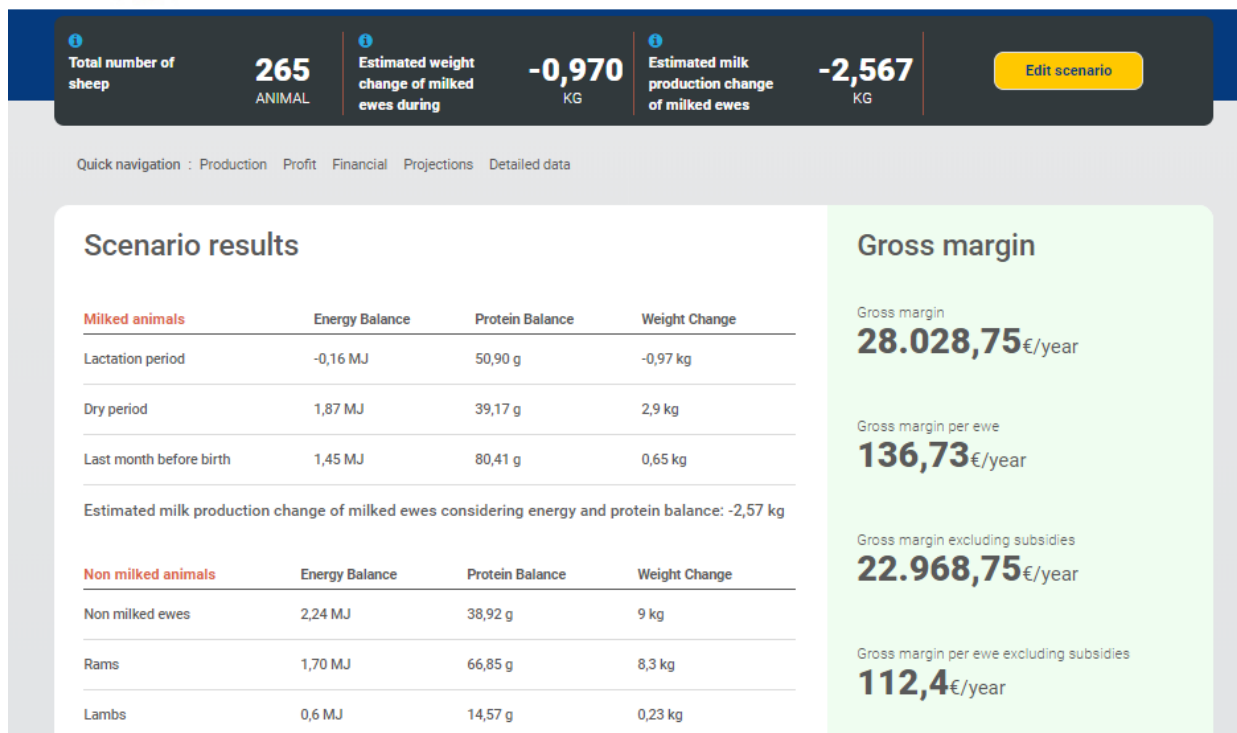 Total number of
sheep
265
ANIMAL
Estimated weight
change of milked
ewes during
-0,970
KG
Estimated milk
production change
of milked ewes
-2,567
KG
Edit scenario
Quick navigation : Production Profit Financial Projections Detailed data
Scenario results
Milked animals Energy Balance Protein Balance Weight Change
Lactation period -0,16 MJ 50,90 g -0,97 kg
Dry period 1,87 MJ 39,17 g 2,9 kg
Last month before birth 1,45 MJ 80,41 g 0,65 kg
Estimated milk production change of milked ewes considering energy and protein balance: -2,57 kg
Non milked animals Energy Balance Protein Balance Weight Change
Non milked ewes 2,24 MJ 38,92 g 9 kg
Rams 1,70 MJ 66,85 g 8,3 kg
Lambs 0,6 MJ 14,57 g 0,23 kg
Gross margin
Gross margin
28.028,75€/year
Gross margin per ewe
136,73€/year
Gross margin excluding subsidies
22.968,75€/year
Gross margin per ewe excluding subsidies
112,4€/year